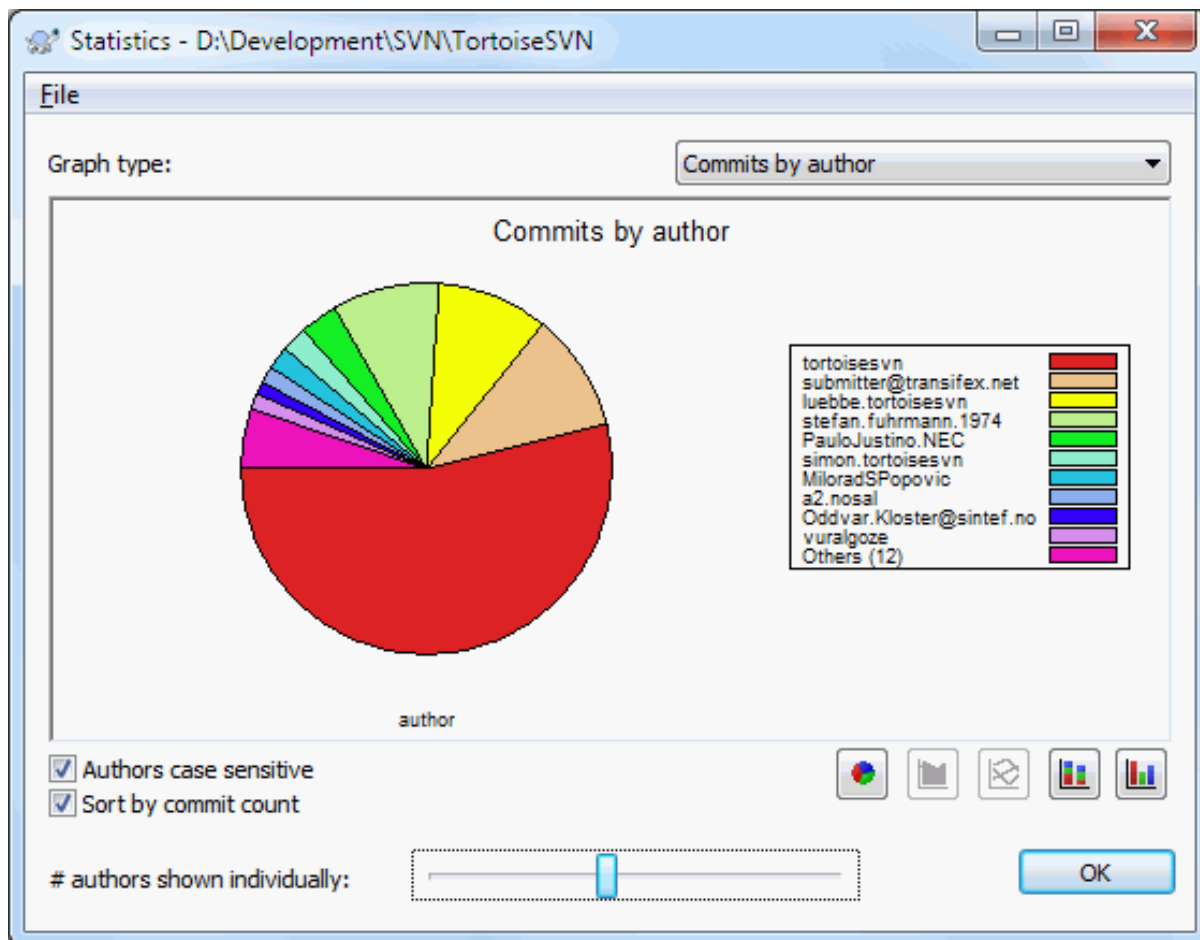 Statistics - D:\Development\SVN\TortoiseSVN
File
Graph type:
Commits by author
Commits by author
tortoisesvn
submitter@transifex.net
luebbe.tortoisesvn
stefan.fuhrmann.1974
PauloJustino.NEC
simon.tortoisesvn
MiloradSPopovic
a2.nosal
Oddvar.Kloster@sintef.no
vuralgoze
Others (12)
author
Authors case sensitive
Sort by commit count
# authors shown individually:
OK